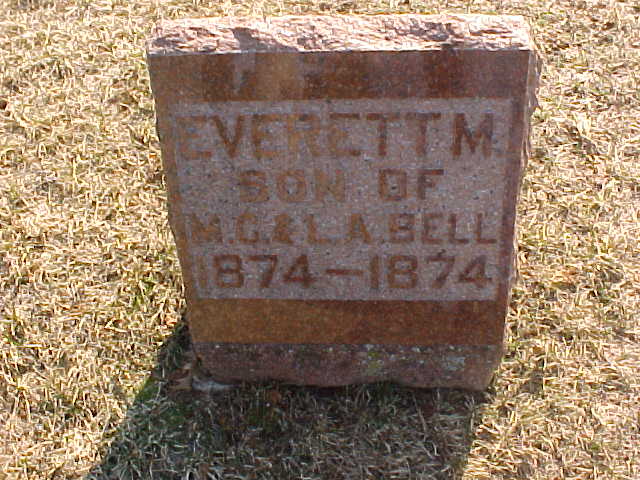 EVERETT M.
SON OF
M.C. & L.A. BELL
1874–1874